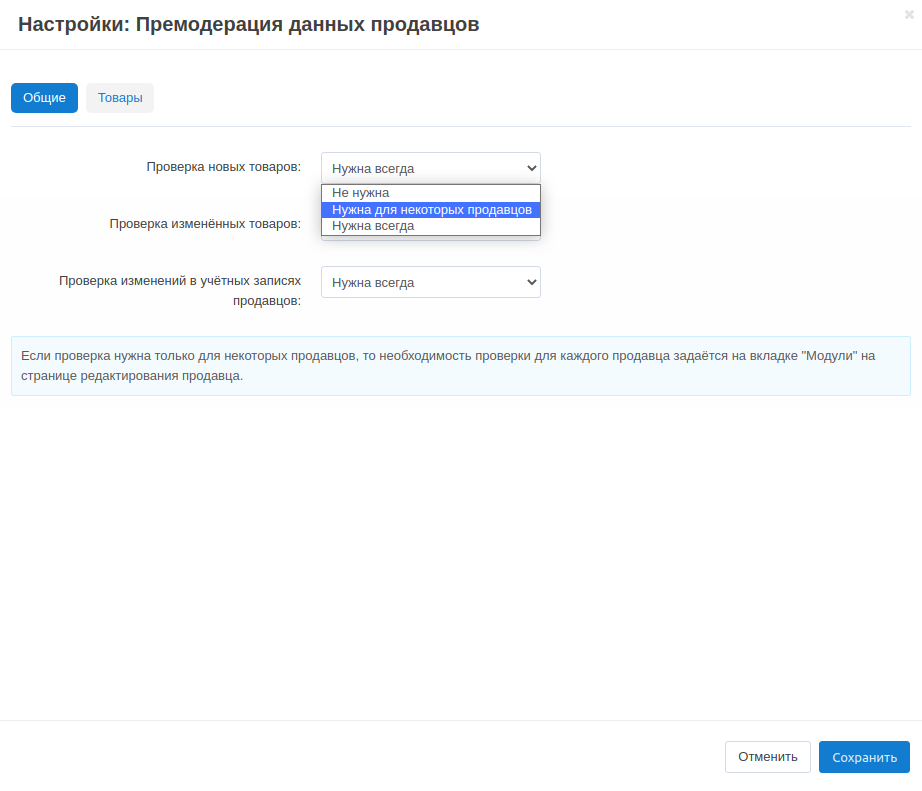 Настройки: Премодерация данных продавцов
Общие
Товары
Проверка новых товаров:
Нужна всегда
Не нужна
Нужна для некоторых продавцов
Нужна всегда
Проверка изменённых товаров:
Проверка изменений в учётных записях
продавцов:
Нужна всегда
Если проверка нужна только для некоторых продавцов, то необходимость проверки для каждого продавца задаётся на вкладке "Модули" на
странице редактирования продавца.
Отменить
Сохранить